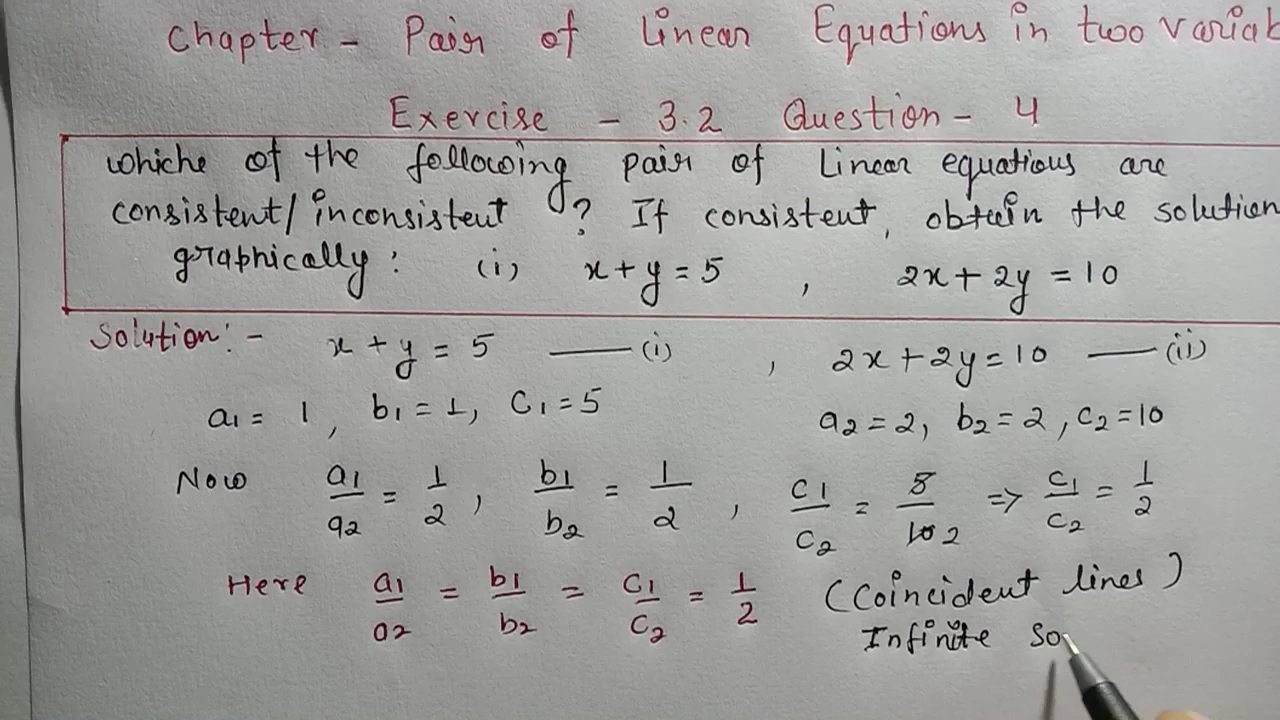 Chapter - Pair of Linear Equations in two Variab
Exercise - 3.2 Question - 4
whiche of the following pair of Linear equations are
consistent/inconsistent ? If consistent, obtain the solution
graphically : (i) x + y = 5 , 2x + 2y = 10
Solution:- x + y = 5 —— (i) , 2x + 2y = 10 —— (ii)
a1 = 1, b1 = 1, C1 = 5 a2 = 2, b2 = 2, c2 = 10
Now a1/a2 = 1/2, b1/b2 = 1/2, c1/c2 = 5/10 2 => c1/c2 = 1/2
Here a1/a2 = b1/b2 = c1/c2 = 1/2 (Coincident lines)
Infinite So